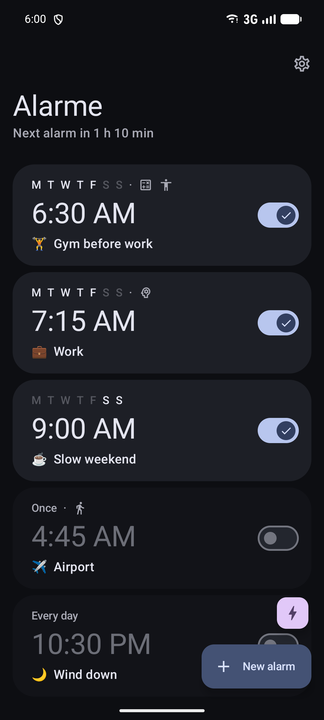 6:00
3G
Alarme
Next alarm in 1 h 10 min
M T W T F S S ·
6:30 AM
Gym before work
M T W T F S S ·
7:15 AM
Work
M T W T F S S
9:00 AM
Slow weekend
Once ·
4:45 AM
Airport
Every day
10:30 PM
Wind down
New alarm